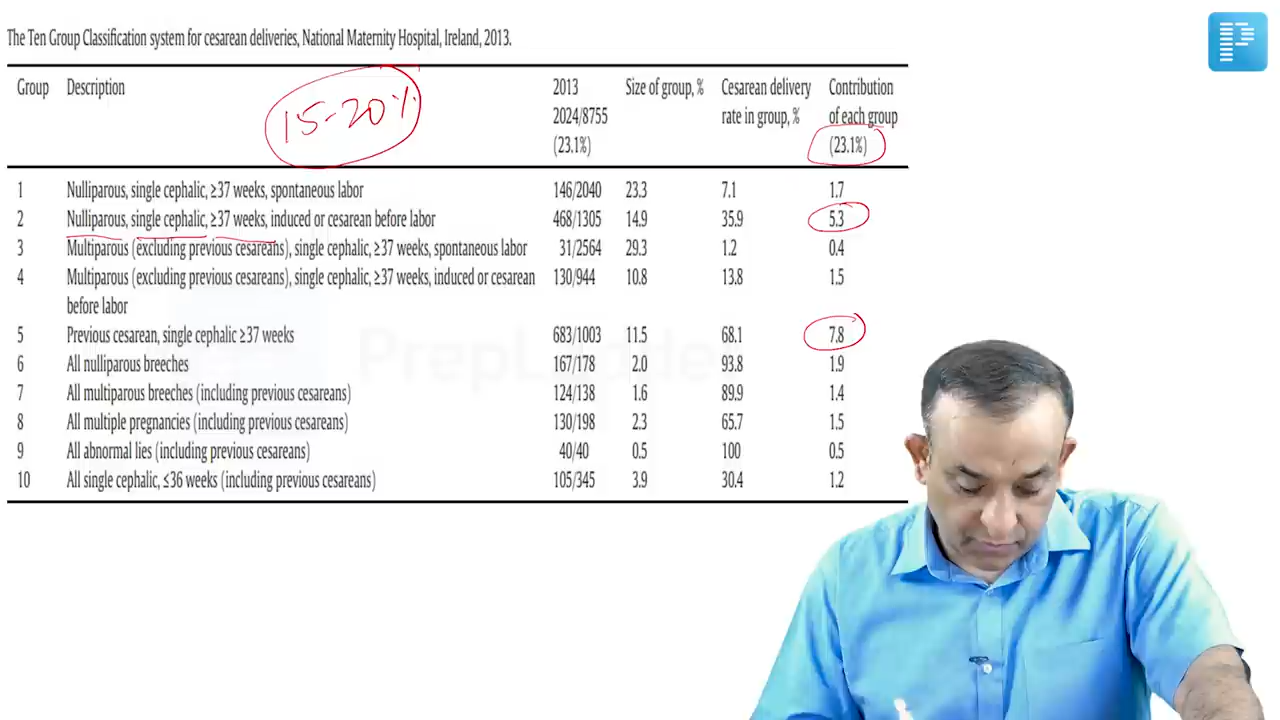 The Ten Group Classification system for cesarean deliveries, National Maternity Hospital, Ireland, 2013.
Group Description 2013 Size of group, % Cesarean delivery Contribution
2024/8755 rate in group, % of each group
(23.1%) (23.1%)
15-20%
1 Nulliparous, single cephalic, ≥37 weeks, spontaneous labor 146/2040 23.3 7.1 1.7
2 Nulliparous, single cephalic, ≥37 weeks, induced or cesarean before labor 468/1305 14.9 35.9 5.3
3 Multiparous (excluding previous cesareans), single cephalic, ≥37 weeks, spontaneous labor 31/2564 29.3 1.2 0.4
4 Multiparous (excluding previous cesareans), single cephalic, ≥37 weeks, induced or cesarean 130/944 10.8 13.8 1.5
before labor
5 Previous cesarean, single cephalic ≥37 weeks 683/1003 11.5 68.1 7.8
6 All nulliparous breeches 167/178 2.0 93.8 1.9
7 All multiparous breeches (including previous cesareans) 124/138 1.6 89.9 1.4
8 All multiple pregnancies (including previous cesareans) 130/198 2.3 65.7 1.5
9 All abnormal lies (including previous cesareans) 40/40 0.5 100 0.5
10 All single cephalic, ≤36 weeks (including previous cesareans) 105/345 3.9 30.4 1.2